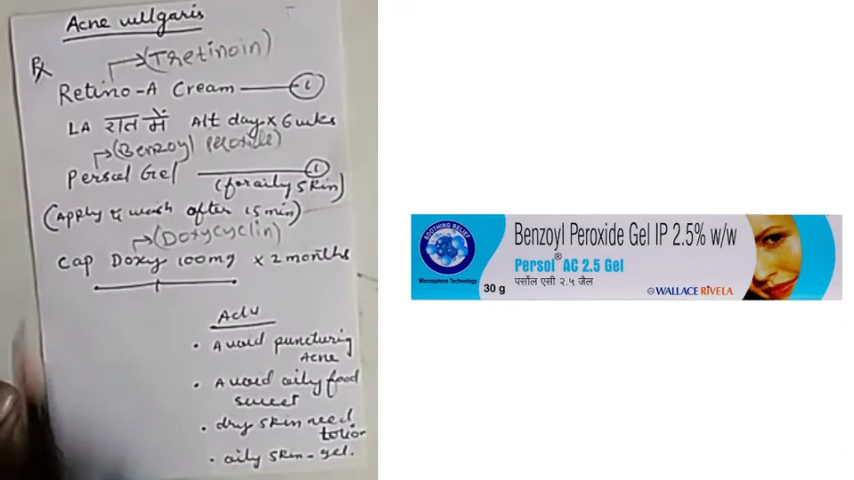 Acne vulgaris
Rx
(Tretinoin)
Retino-A Cream 1
LA रात में Alt day x 6 wks
(Benzoyl Peroxide)
Persol Gel 1
(for oily skin)
(Apply & wash after 15 min)
(Doxycyclin)
Cap Doxy 100mg x 2 months
Adv
• Avoid puncturing
Acne
• Avoid oily food
sweet
• dry skin need
lotion
• oily skin - gel.
SOOTHING RELIEF
Microsphere Technology
Benzoyl Peroxide Gel IP 2.5% w/w
Persol® AC 2.5 Gel
पर्सोल एसी २.५ जैल
30 g
WALLACE RiVELA